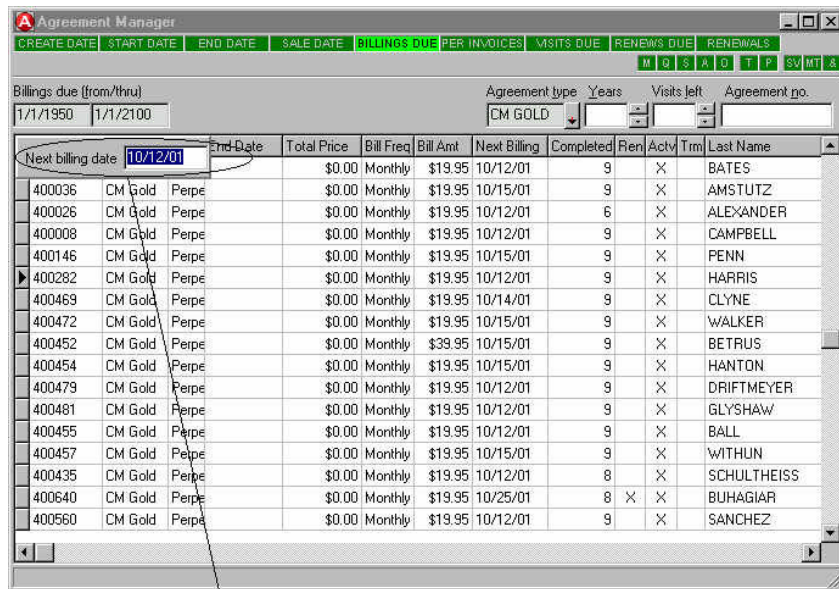 Agreement Manager
CREATE DATE START DATE END DATE SALE DATE BILLINGS DUE PER INVOICES VISITS DUE RENEWS DUE RENEWALS
M Q S A O T P SV MT &
Billings due (from/thru) Agreement type Years Visits left Agreement no.
1/1/1950 1/1/2100 CM GOLD
End Date Total Price Bill Freq Bill Amt Next Billing Completed Ren Actv Trm Last Name
Next billing date 10/12/01 $0.00 Monthly $19.95 10/12/01 9 X BATES
400036 CM Gold Perpe $0.00 Monthly $19.95 10/15/01 9 X AMSTUTZ
400026 CM Gold Perpe $0.00 Monthly $19.95 10/12/01 6 X ALEXANDER
400008 CM Gold Perpe $0.00 Monthly $19.95 10/12/01 9 X CAMPBELL
400146 CM Gold Perpe $0.00 Monthly $19.95 10/15/01 9 X PENN
400282 CM Gold Perpe $0.00 Monthly $19.95 10/12/01 9 X HARRIS
400469 CM Gold Perpe $0.00 Monthly $19.95 10/14/01 9 X CLYNE
400472 CM Gold Perpe $0.00 Monthly $19.95 10/15/01 9 X WALKER
400452 CM Gold Perpe $0.00 Monthly $39.95 10/15/01 9 X BETRUS
400454 CM Gold Perpe $0.00 Monthly $19.95 10/15/01 9 X HANTON
400479 CM Gold Perpe $0.00 Monthly $19.95 10/12/01 9 X DRIFTMEYER
400481 CM Gold Perpe $0.00 Monthly $19.95 10/12/01 9 X GLYSHAW
400455 CM Gold Perpe $0.00 Monthly $19.95 10/12/01 9 X BALL
400457 CM Gold Perpe $0.00 Monthly $19.95 10/15/01 9 X WITHUN
400435 CM Gold Perpe $0.00 Monthly $19.95 10/12/01 8 X SCHULTHEISS
400640 CM Gold Perpe $0.00 Monthly $19.95 10/25/01 8 X X BUHAGIAR
400560 CM Gold Perpe $0.00 Monthly $19.95 10/12/01 9 X SANCHEZ